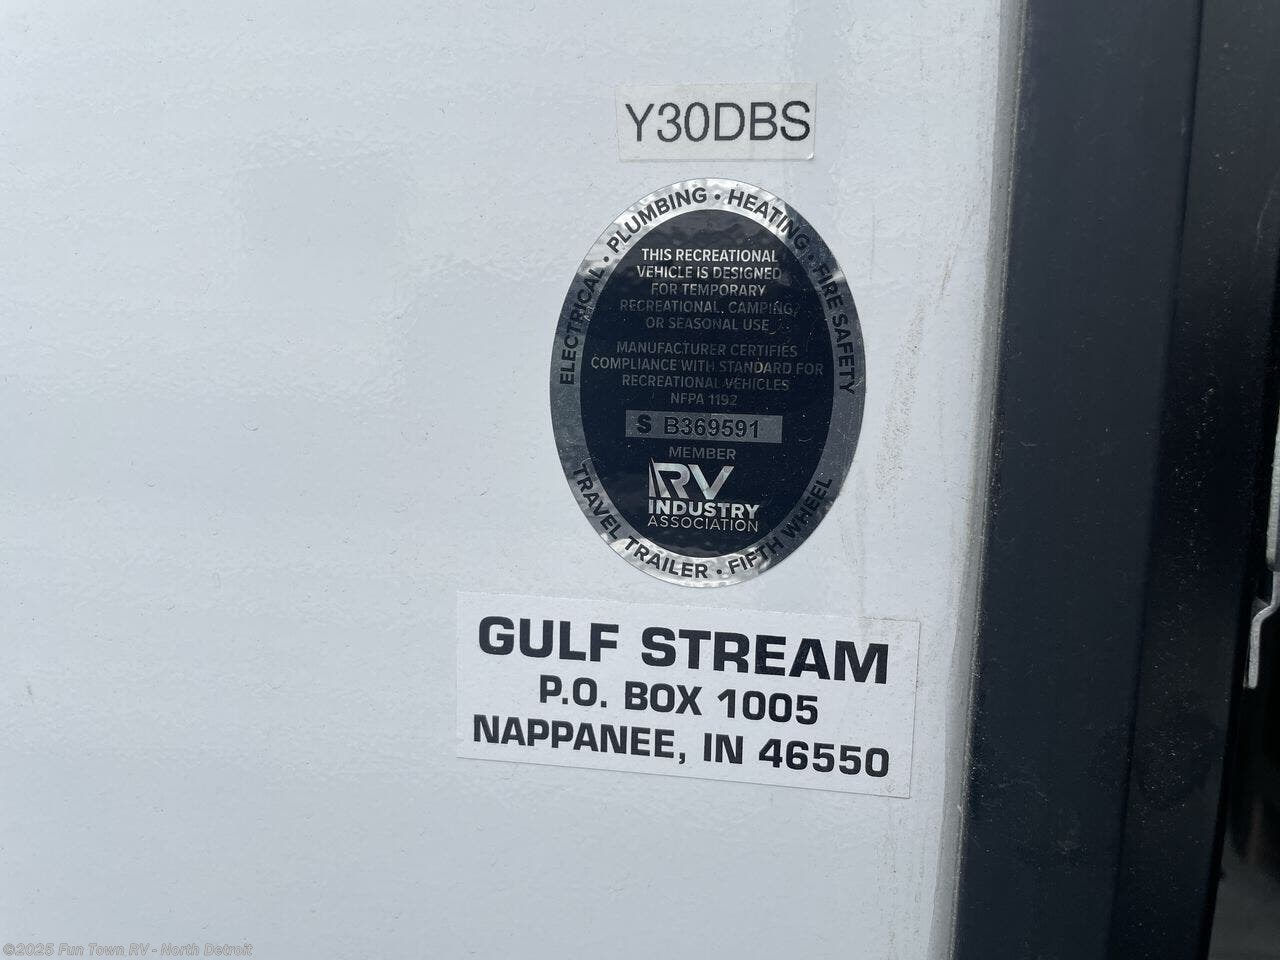 Y30DBS
ELECTRICAL • PLUMBING • HEATING • FIRE SAFETY
THIS RECREATIONAL
VEHICLE IS DESIGNED
FOR TEMPORARY
RECREATIONAL, CAMPING,
OR SEASONAL USE
MANUFACTURER CERTIFIES
COMPLIANCE WITH STANDARD FOR
RECREATIONAL VEHICLES
NFPA 1192
S B369591
MEMBER
RV
INDUSTRY
ASSOCIATION
TRAVEL TRAILER • FIFTH WHEEL
GULF STREAM
P.O. BOX 1005
NAPPANEE, IN 46550
©2025 Fun Town RV - North Detroit